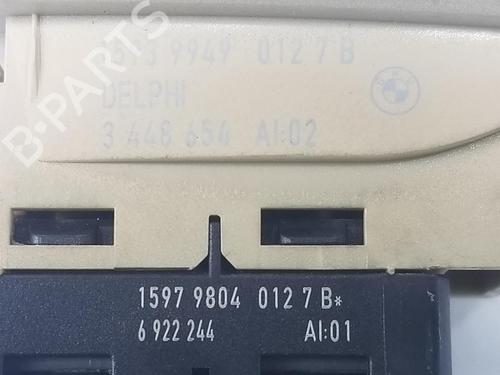 9949 012 7 B
DELPHI
3 448 654 AI:02
B-PARTS
1597 9804 012 7 B*
6 922 244 AI:01